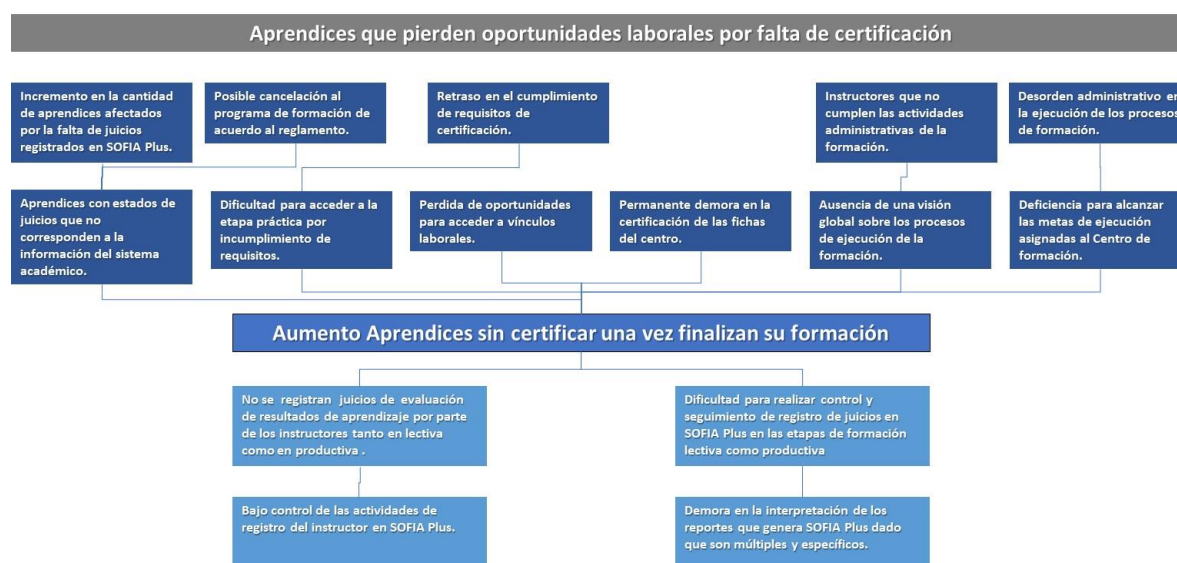 Aprendices que pierden oportunidades laborales por falta de certificación
Incremento en la cantidad
de aprendices afectados
por la falta de juicios
registrados en SOFIA Plus.
Posible cancelación al
programa de formación de
acuerdo al reglamento.
Retraso en el cumplimiento
de requisitos de
certificación.
Instructores que no
cumplen las actividades
administrativas de la
formación.
Desorden administrativo en
la ejecución de los procesos
de formación.
Aprendices con estados de
juicios que no
corresponden a la
información del sistema
académico.
Dificultad para acceder a la
etapa práctica por
incumplimiento de
requisitos.
Perdida de oportunidades
para acceder a vínculos
laborales.
Permanente demora en la
certificación de las fichas
del centro.
Ausencia de una visión
global sobre los procesos
de ejecución de la
formación.
Deficiencia para alcanzar
las metas de ejecución
asignadas al Centro de
formación.
Aumento Aprendices sin certificar una vez finalizan su formación
No se registran juicios de evaluación
de resultados de aprendizaje por parte
de los instructores tanto en lectiva
como en productiva .
Dificultad para realizar control y
seguimiento de registro de juicios en
SOFIA Plus en las etapas de formación
lectiva como productiva
Bajo control de las actividades de
registro del instructor en SOFIA Plus.
Demora en la interpretación de los
reportes que genera SOFIA Plus dado
que son múltiples y específicos.